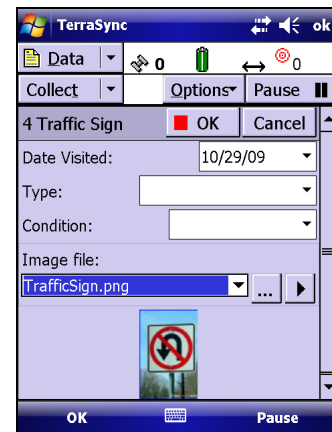 TerraSync ok
Data 0 0
Collect Options Pause
4 Traffic Sign OK Cancel
Date Visited: 10/29/09
Type:
Condition:
Image file:
TrafficSign.png ...
OK Pause